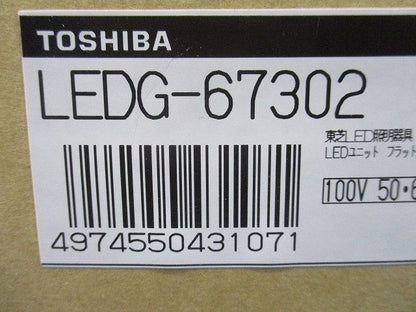 TOSHIBA
LEDG-67302
東芝LED照明器具
LEDユニット フラット
100V 50・6
4974550431071